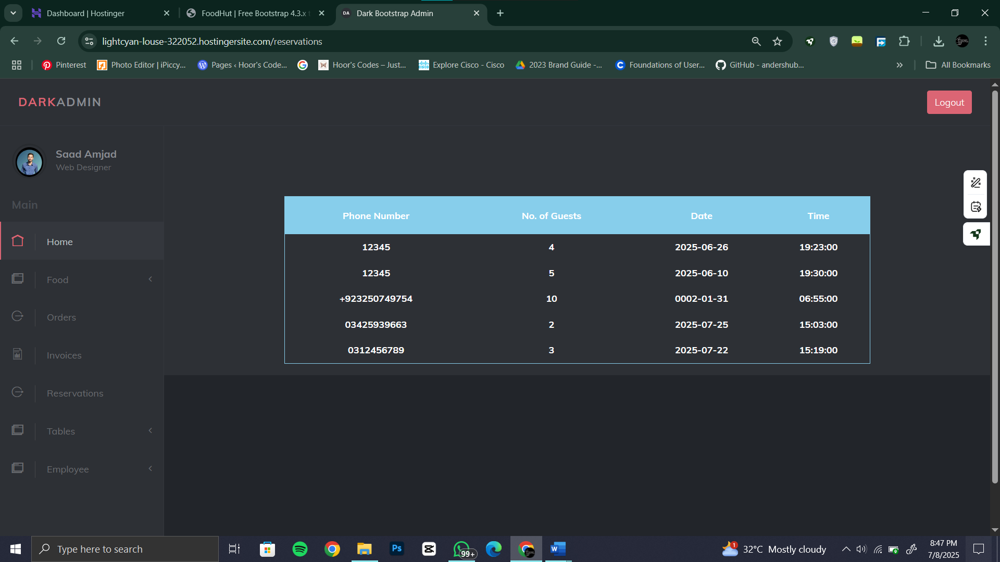 Dashboard | Hostinger
FoodHut | Free Bootstrap 4.3.x
DA
Dark Bootstrap Admin
lightcyan-louse-322052.hostingersite.com/reservations
Pinterest
Photo Editor | iPiccy...
Pages ‹ Hoor's Code...
Hoor's Codes – Just...
Explore Cisco - Cisco
2023 Brand Guide -...
Foundations of User...
GitHub - andershub...
All Bookmarks
DARKADMIN
Logout
Saad Amjad
Web Designer
Main
Home
Food
Orders
Invoices
Reservations
Tables
Employee
Phone Number No. of Guests Date Time
12345 4 2025-06-26 19:23:00
12345 5 2025-06-10 19:30:00
+923250749754 10 0002-01-31 06:55:00
03425939663 2 2025-07-25 15:03:00
0312456789 3 2025-07-22 15:19:00
Type here to search
Ps
99+
W
1
32°C Mostly cloudy
8:47 PM
7/8/2025